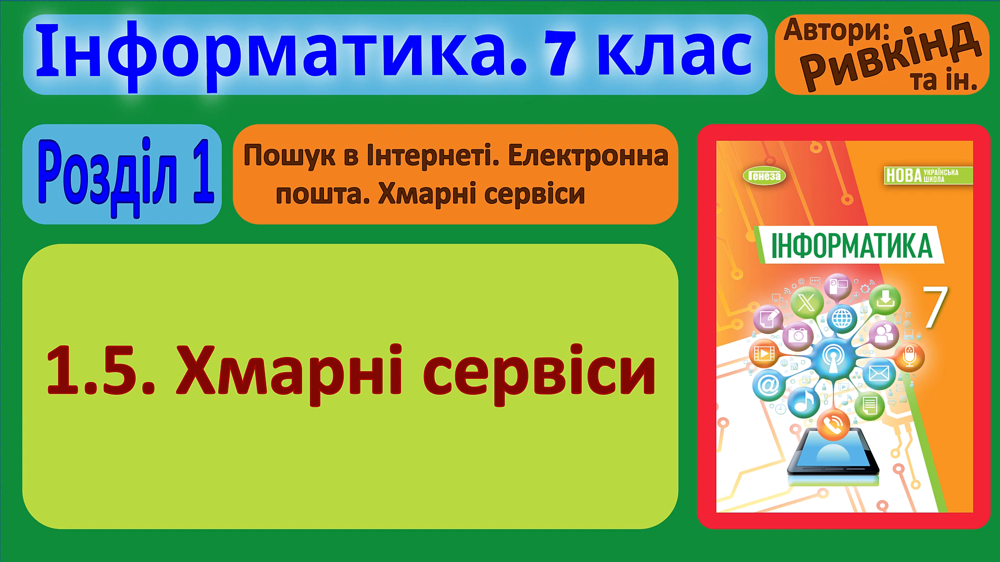 Інформатика. 7 клас
Автори:
Ривкінд
та ін.
Розділ 1
Пошук в Інтернеті. Електронна
пошта. Хмарні сервіси
1.5. Хмарні сервіси
Генеза
НОВА УКРАЇНСЬКА
ШКОЛА
ІНФОРМАТИКА
7